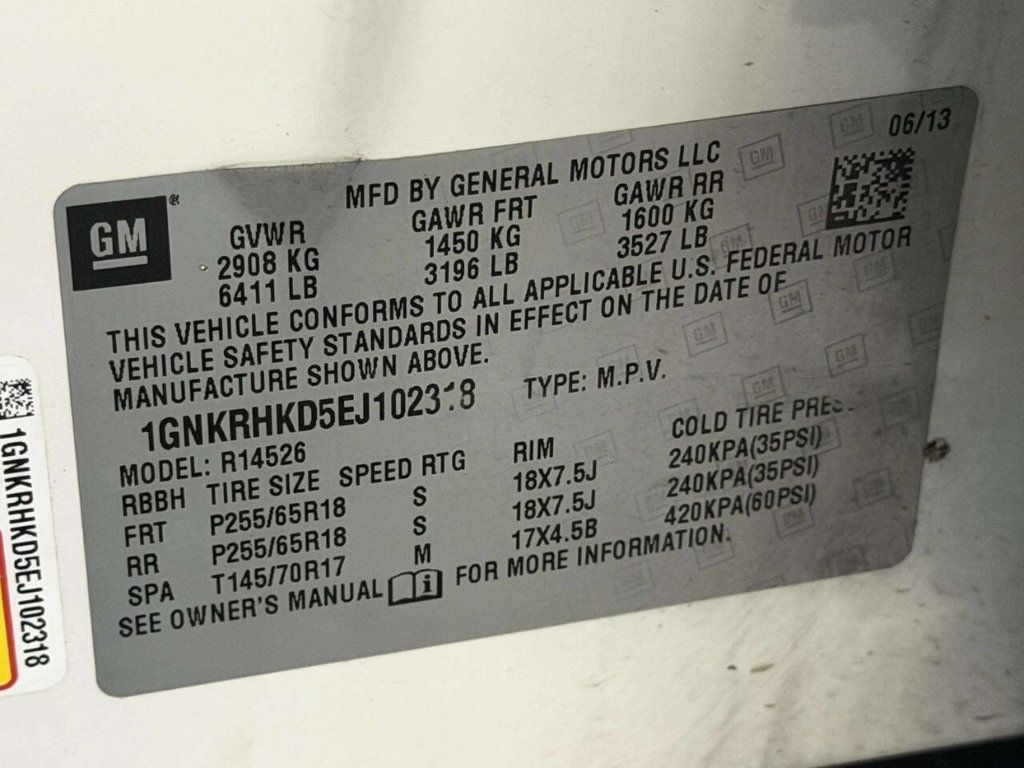 06/13
MFD BY GENERAL MOTORS LLC
GM ®
GVWR GAWR FRT GAWR RR
2908 KG 1450 KG 1600 KG
6411 LB 3196 LB 3527 LB
THIS VEHICLE CONFORMS TO ALL APPLICABLE U.S. FEDERAL MOTOR
VEHICLE SAFETY STANDARDS IN EFFECT ON THE DATE OF
MANUFACTURE SHOWN ABOVE.
1GNKRHKD5EJ102318 TYPE: M.P.V.
MODEL: R14526
RBBH TIRE SIZE SPEED RTG RIM COLD TIRE
FRT P255/65R18 S 18X7.5J 240KPA(35PSI)
RR P255/65R18 S 18X7.5J 240KPA(35PSI)
SPA T145/70R17 M 17X4.5B 420KPA(60PSI)
SEE OWNER'S MANUAL i FOR MORE INFORMATION.
1GNKRHKD5EJ102318